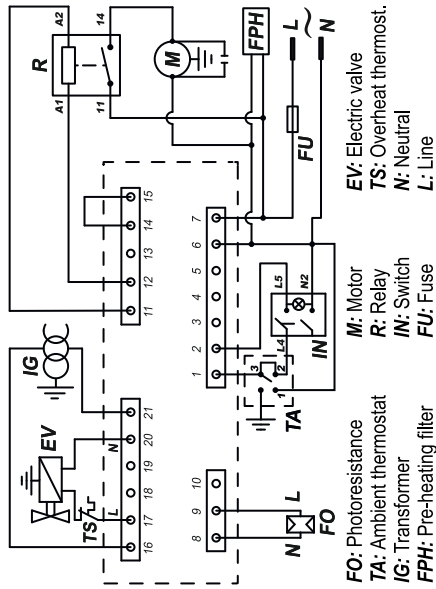 IG
EV
R
A1
A2
TS
L
N
11
14
16 17 18 19 20 21
11 12 13 14 15
M
8 9 10
1 2 3 4 5 6 7
FPH
3
2
1
L4
L5
N2
TA
IN
FU
L
N
N
L
FO
FO: Photoresistance
TA: Ambient thermostat
IG: Transformer
FPH: Pre-heating filter
M: Motor
R: Relay
IN: Switch
FU: Fuse
EV: Electric valve
TS: Overheat thermost.
N: Neutral
L: Line